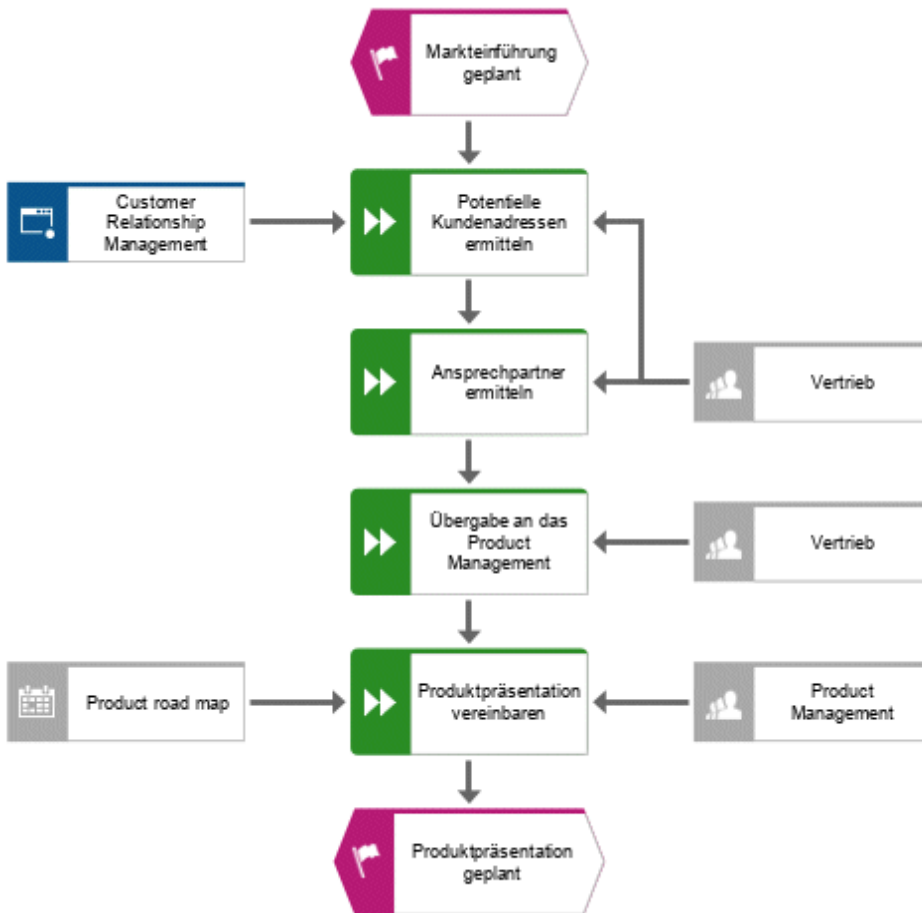 Markteinführung
geplant
Customer
Relationship
Management
Potentielle
Kundenadressen
ermitteln
Ansprechpartner
ermitteln
Vertrieb
Übergabe an das
Product
Management
Vertrieb
Product road map
Produktpräsentation
vereinbaren
Product
Management
Produktpräsentation
geplant